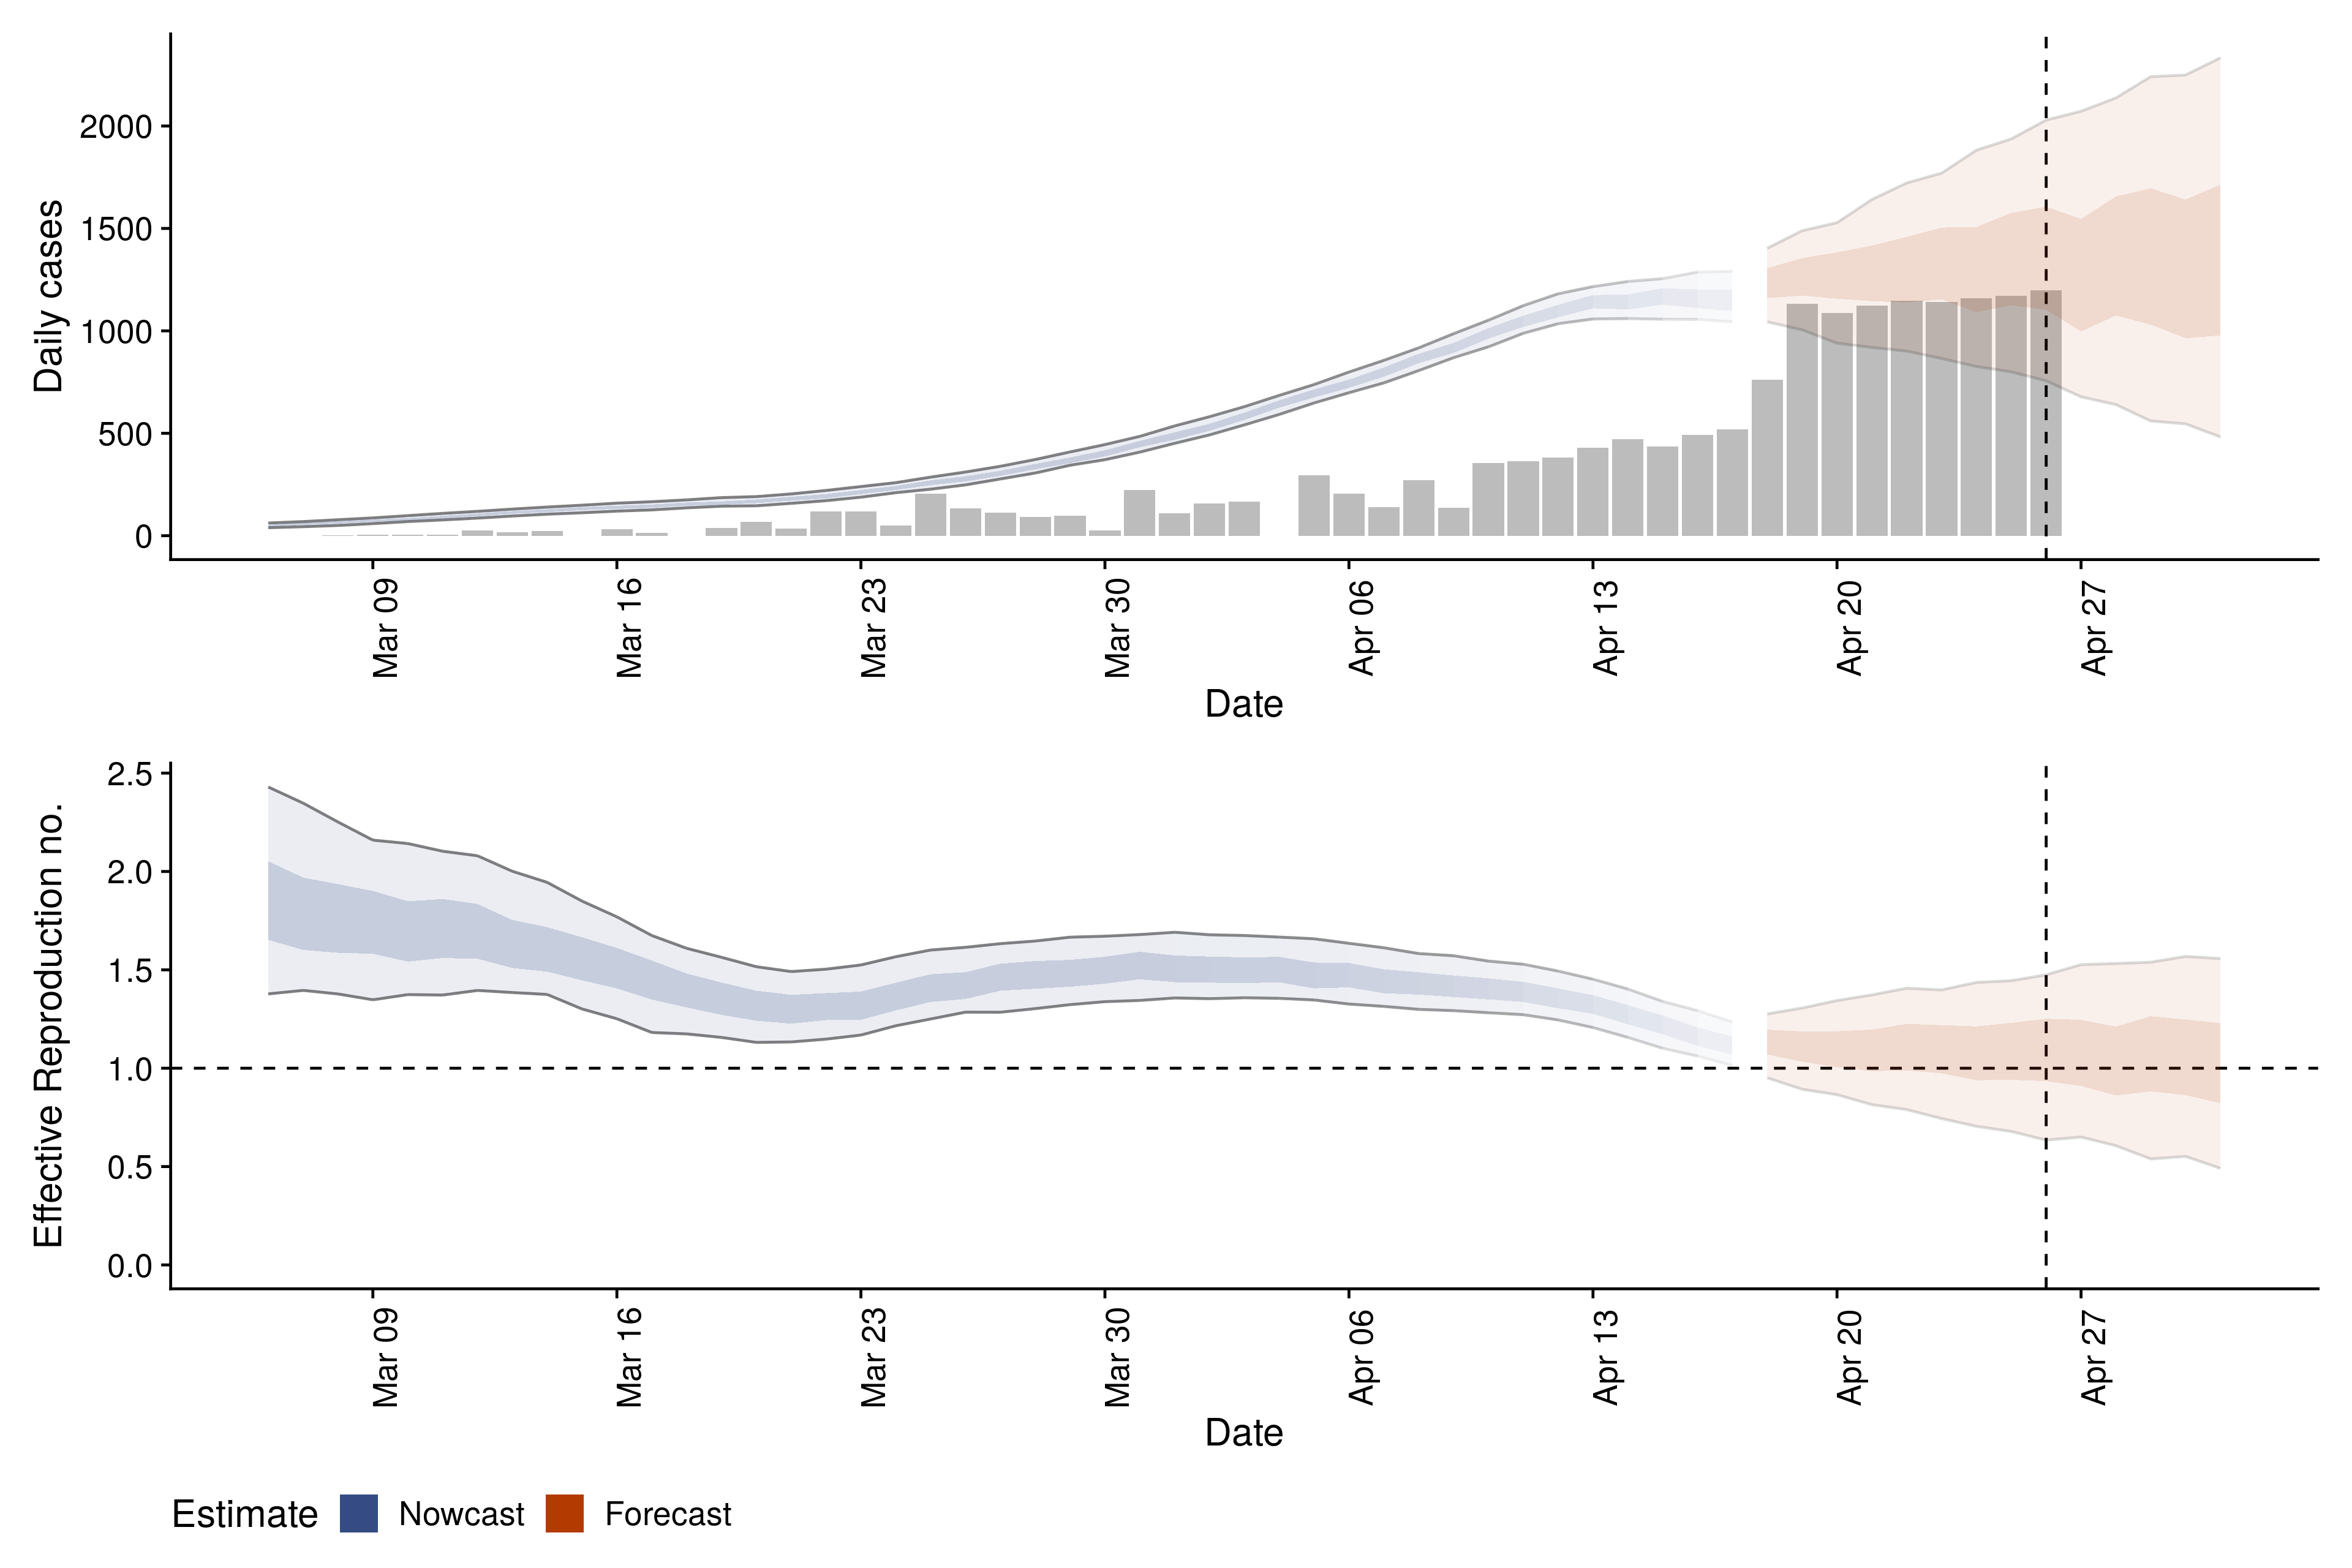 Daily cases
2000
1500
1000
500
0
Mar 09
Mar 16
Mar 23
Mar 30
Apr 06
Apr 13
Apr 20
Apr 27
Date
Effective Reproduction no.
2.5
2.0
1.5
1.0
0.5
0.0
Mar 09
Mar 16
Mar 23
Mar 30
Apr 06
Apr 13
Apr 20
Apr 27
Date
Estimate Nowcast Forecast